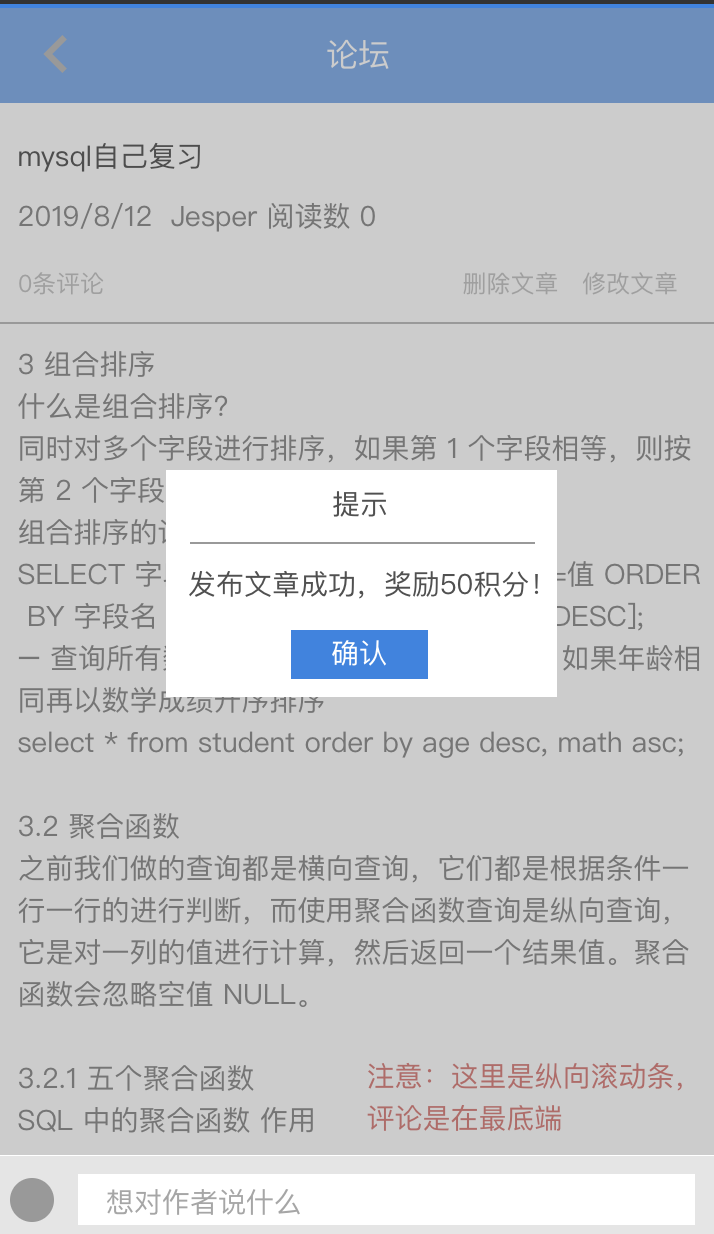 论坛
mysql自己复习
2019/8/12 Jesper 阅读数 0
0条评论 删除文章 修改文章
3 组合排序
什么是组合排序?
同时对多个字段进行排序，如果第 1 个字段相等，则按
第 2 个字段
组合排序的
SELECT 字 =值 ORDER
BY 字段名 DESC];
— 查询所有 如果年龄相
同再以数学成绩升序排序
select * from student order by age desc, math asc;
提示
发布文章成功，奖励50积分！
确认
3.2 聚合函数
之前我们做的查询都是横向查询，它们都是根据条件一
行一行的进行判断，而使用聚合函数查询是纵向查询，
它是对一列的值进行计算，然后返回一个结果值。聚合
函数会忽略空值 NULL。
3.2.1 五个聚合函数
SQL 中的聚合函数 作用
注意：这里是纵向滚动条，
评论是在最底端
想对作者说什么